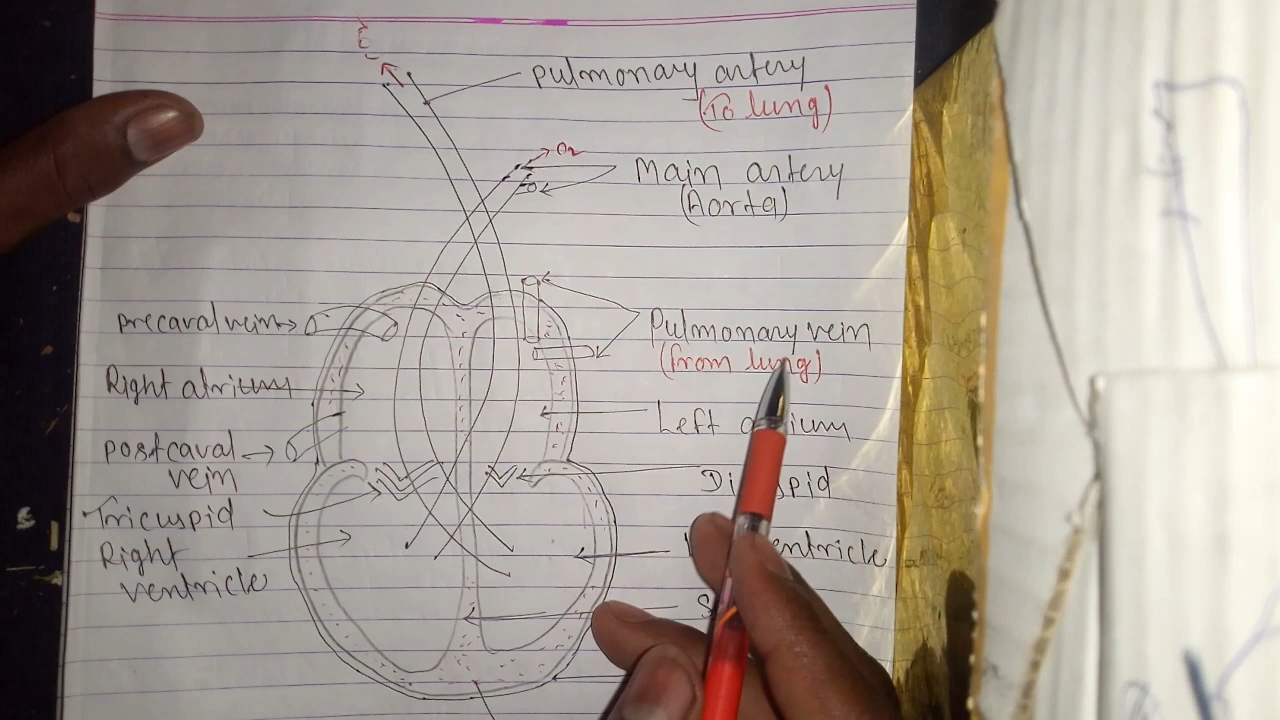 Pulmonary artery
(To lung)
O2
Main artery
(Aorta)
precaval vein
Pulmonary vein
(from lung)
Right atrium
Left
postcaval
vein
Tricuspid
Right
ventricle